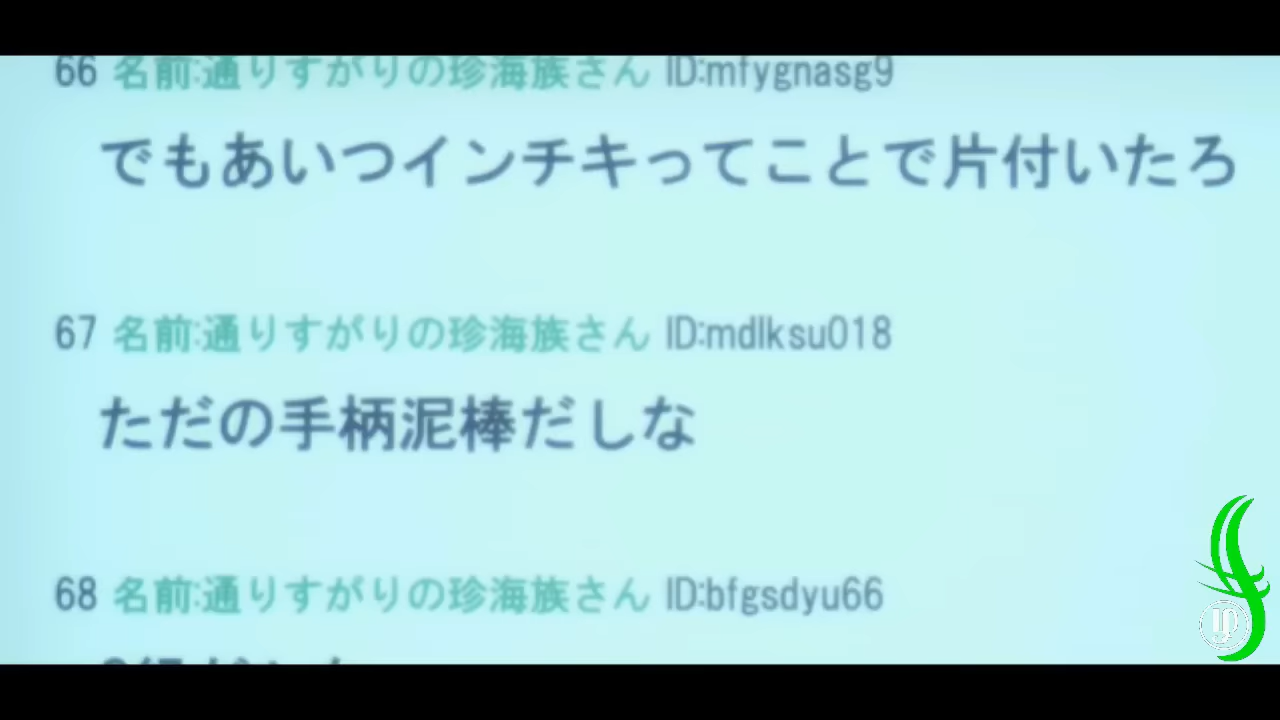 66 名前:通りすがりの珍海族さん ID:mfygnasg9
でもあいつインチキってことで片付いたろ
67 名前:通りすがりの珍海族さん ID:mdlksu018
ただの手柄泥棒だしな
68 名前:通りすがりの珍海族さん ID:bfgsdyu66